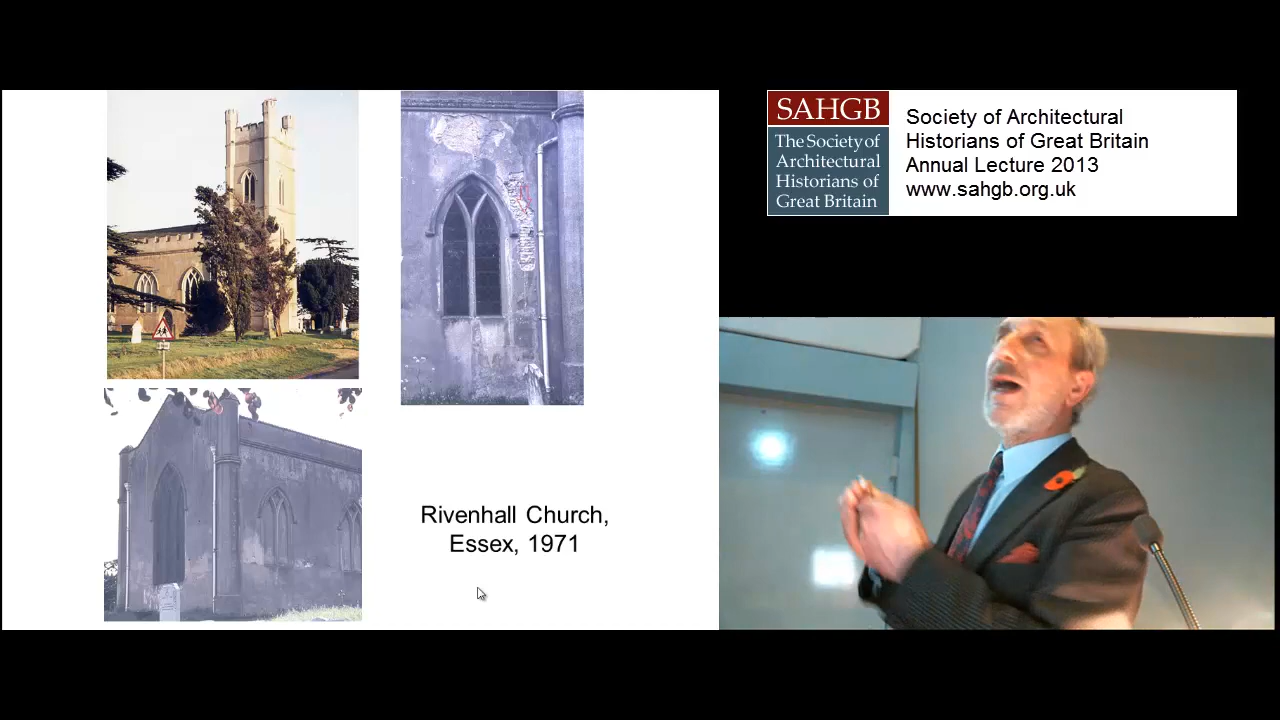 SAHGB
The Society of
Architectural
Historians of
Great Britain
Society of Architectural
Historians of Great Britain
Annual Lecture 2013
www.sahgb.org.uk
Rivenhall Church,
Essex, 1971